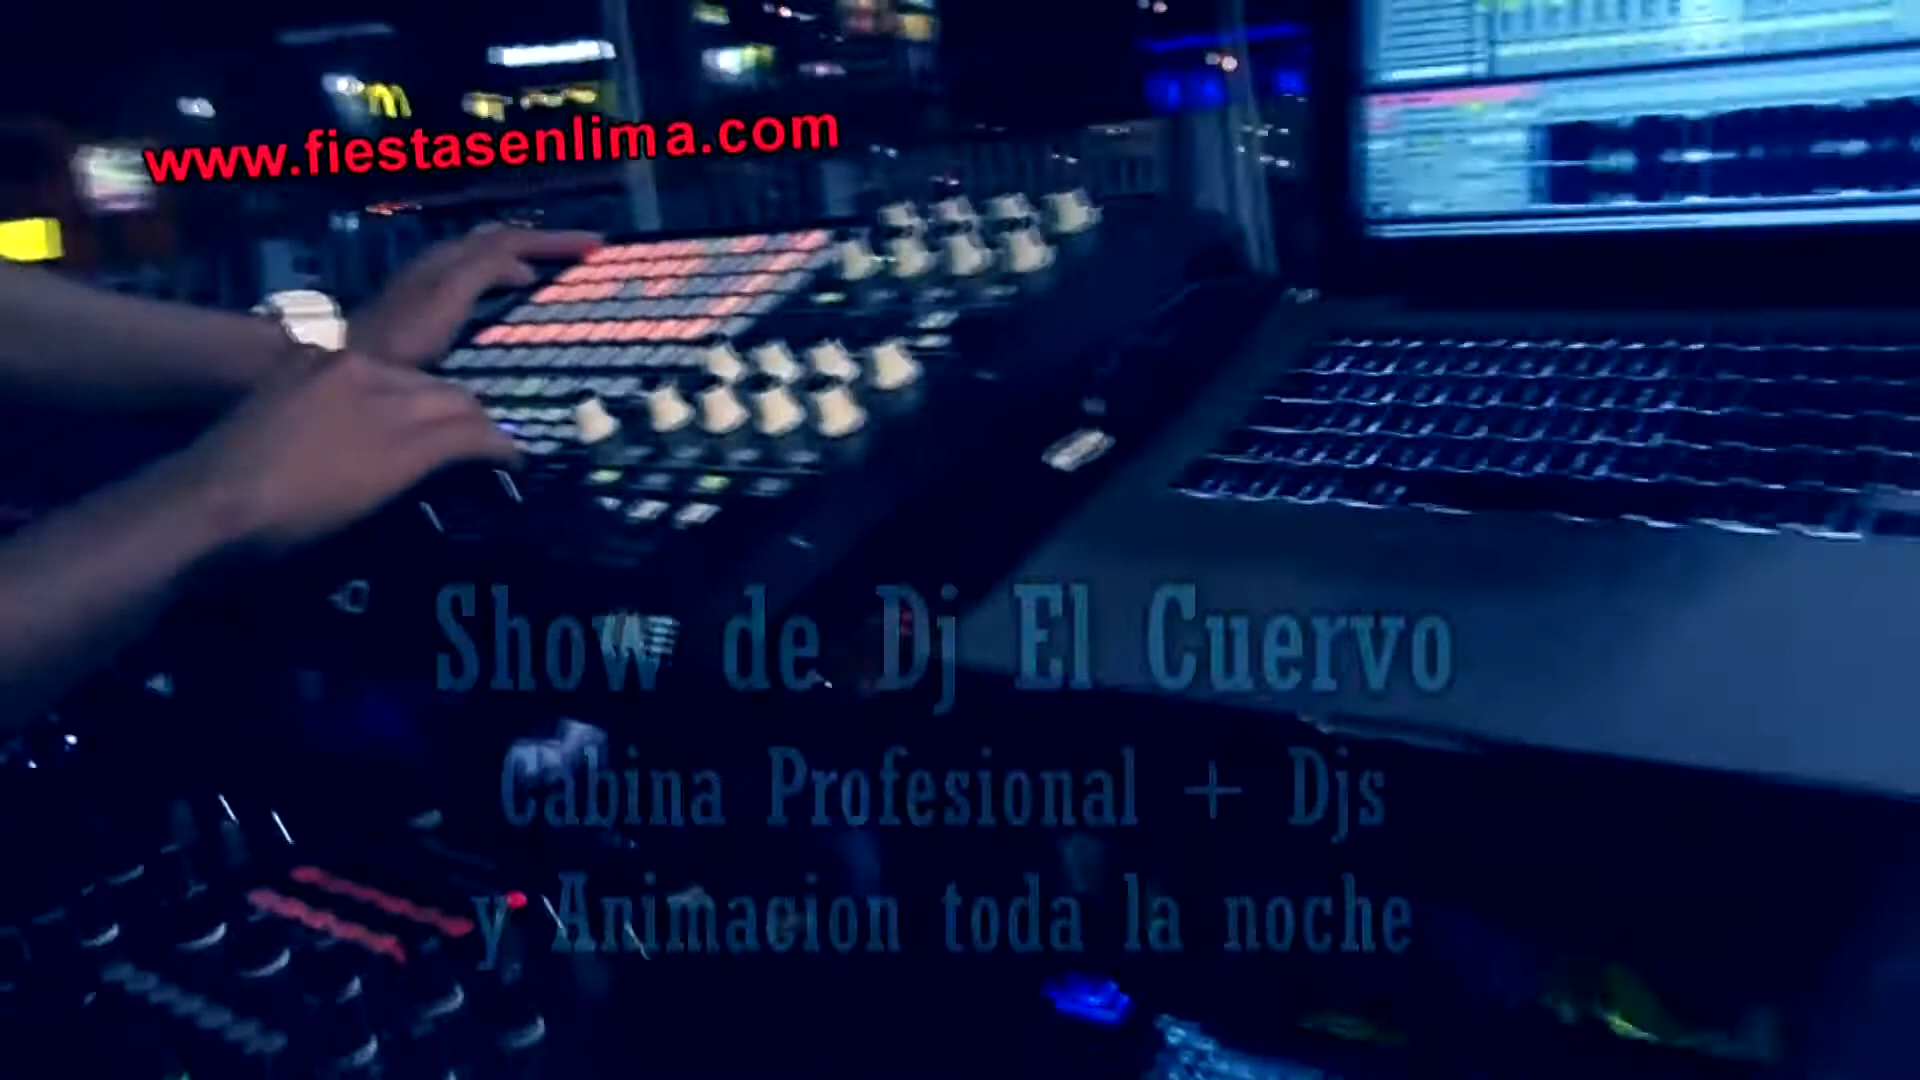 www.fiestasenlima.com
Show de Dj El Cuervo
Cabina Profesional + Djs
y Animacion toda la noche